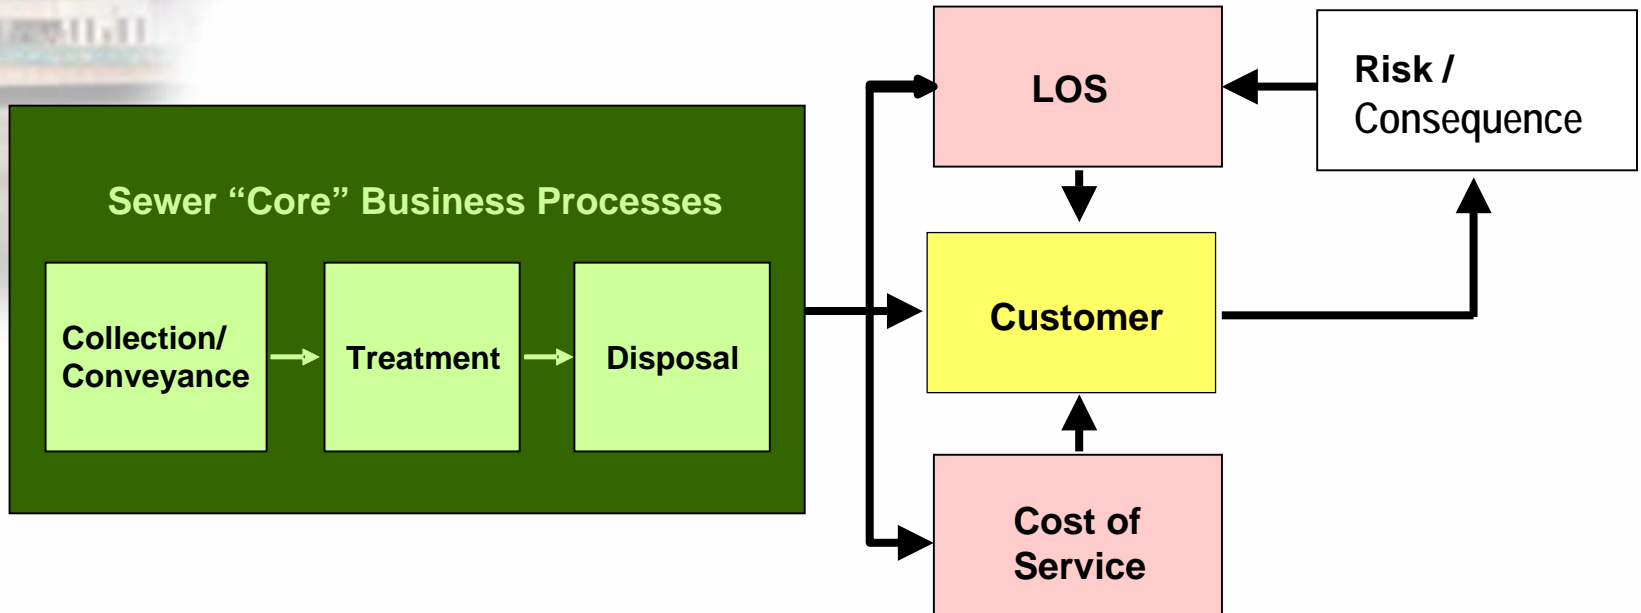 LOS
Risk /
Consequence
Sewer “Core” Business Processes
Collection/
Conveyance
Treatment
Disposal
Customer
Cost of
Service